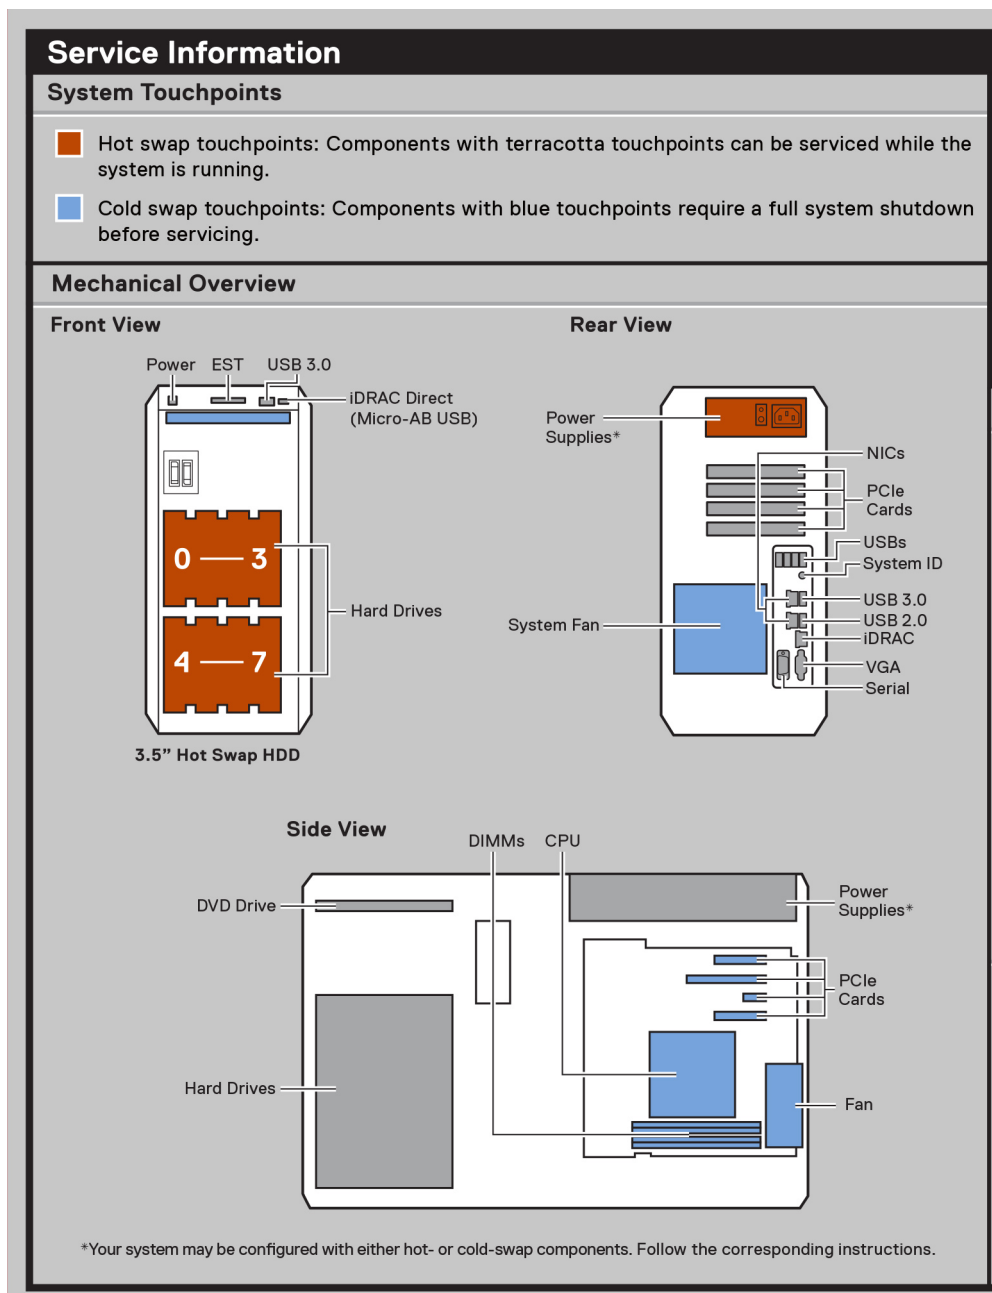 Service Information
System Touchpoints
Hot swap touchpoints: Components with terracotta touchpoints can be serviced while the
system is running.
Cold swap touchpoints: Components with blue touchpoints require a full system shutdown
before servicing.
Mechanical Overview
Front View
Rear View
Power
EST
USB 3.0
iDRAC Direct
(Micro-AB USB)
0 — 3
4 — 7
Hard Drives
3.5” Hot Swap HDD
Power
Supplies*
NICs
PCIe
Cards
USBs
System ID
USB 3.0
USB 2.0
iDRAC
VGA
Serial
System Fan
Side View
DIMMs
CPU
DVD Drive
Power
Supplies*
PCIe
Cards
Hard Drives
Fan
*Your system may be configured with either hot- or cold-swap components. Follow the corresponding instructions.